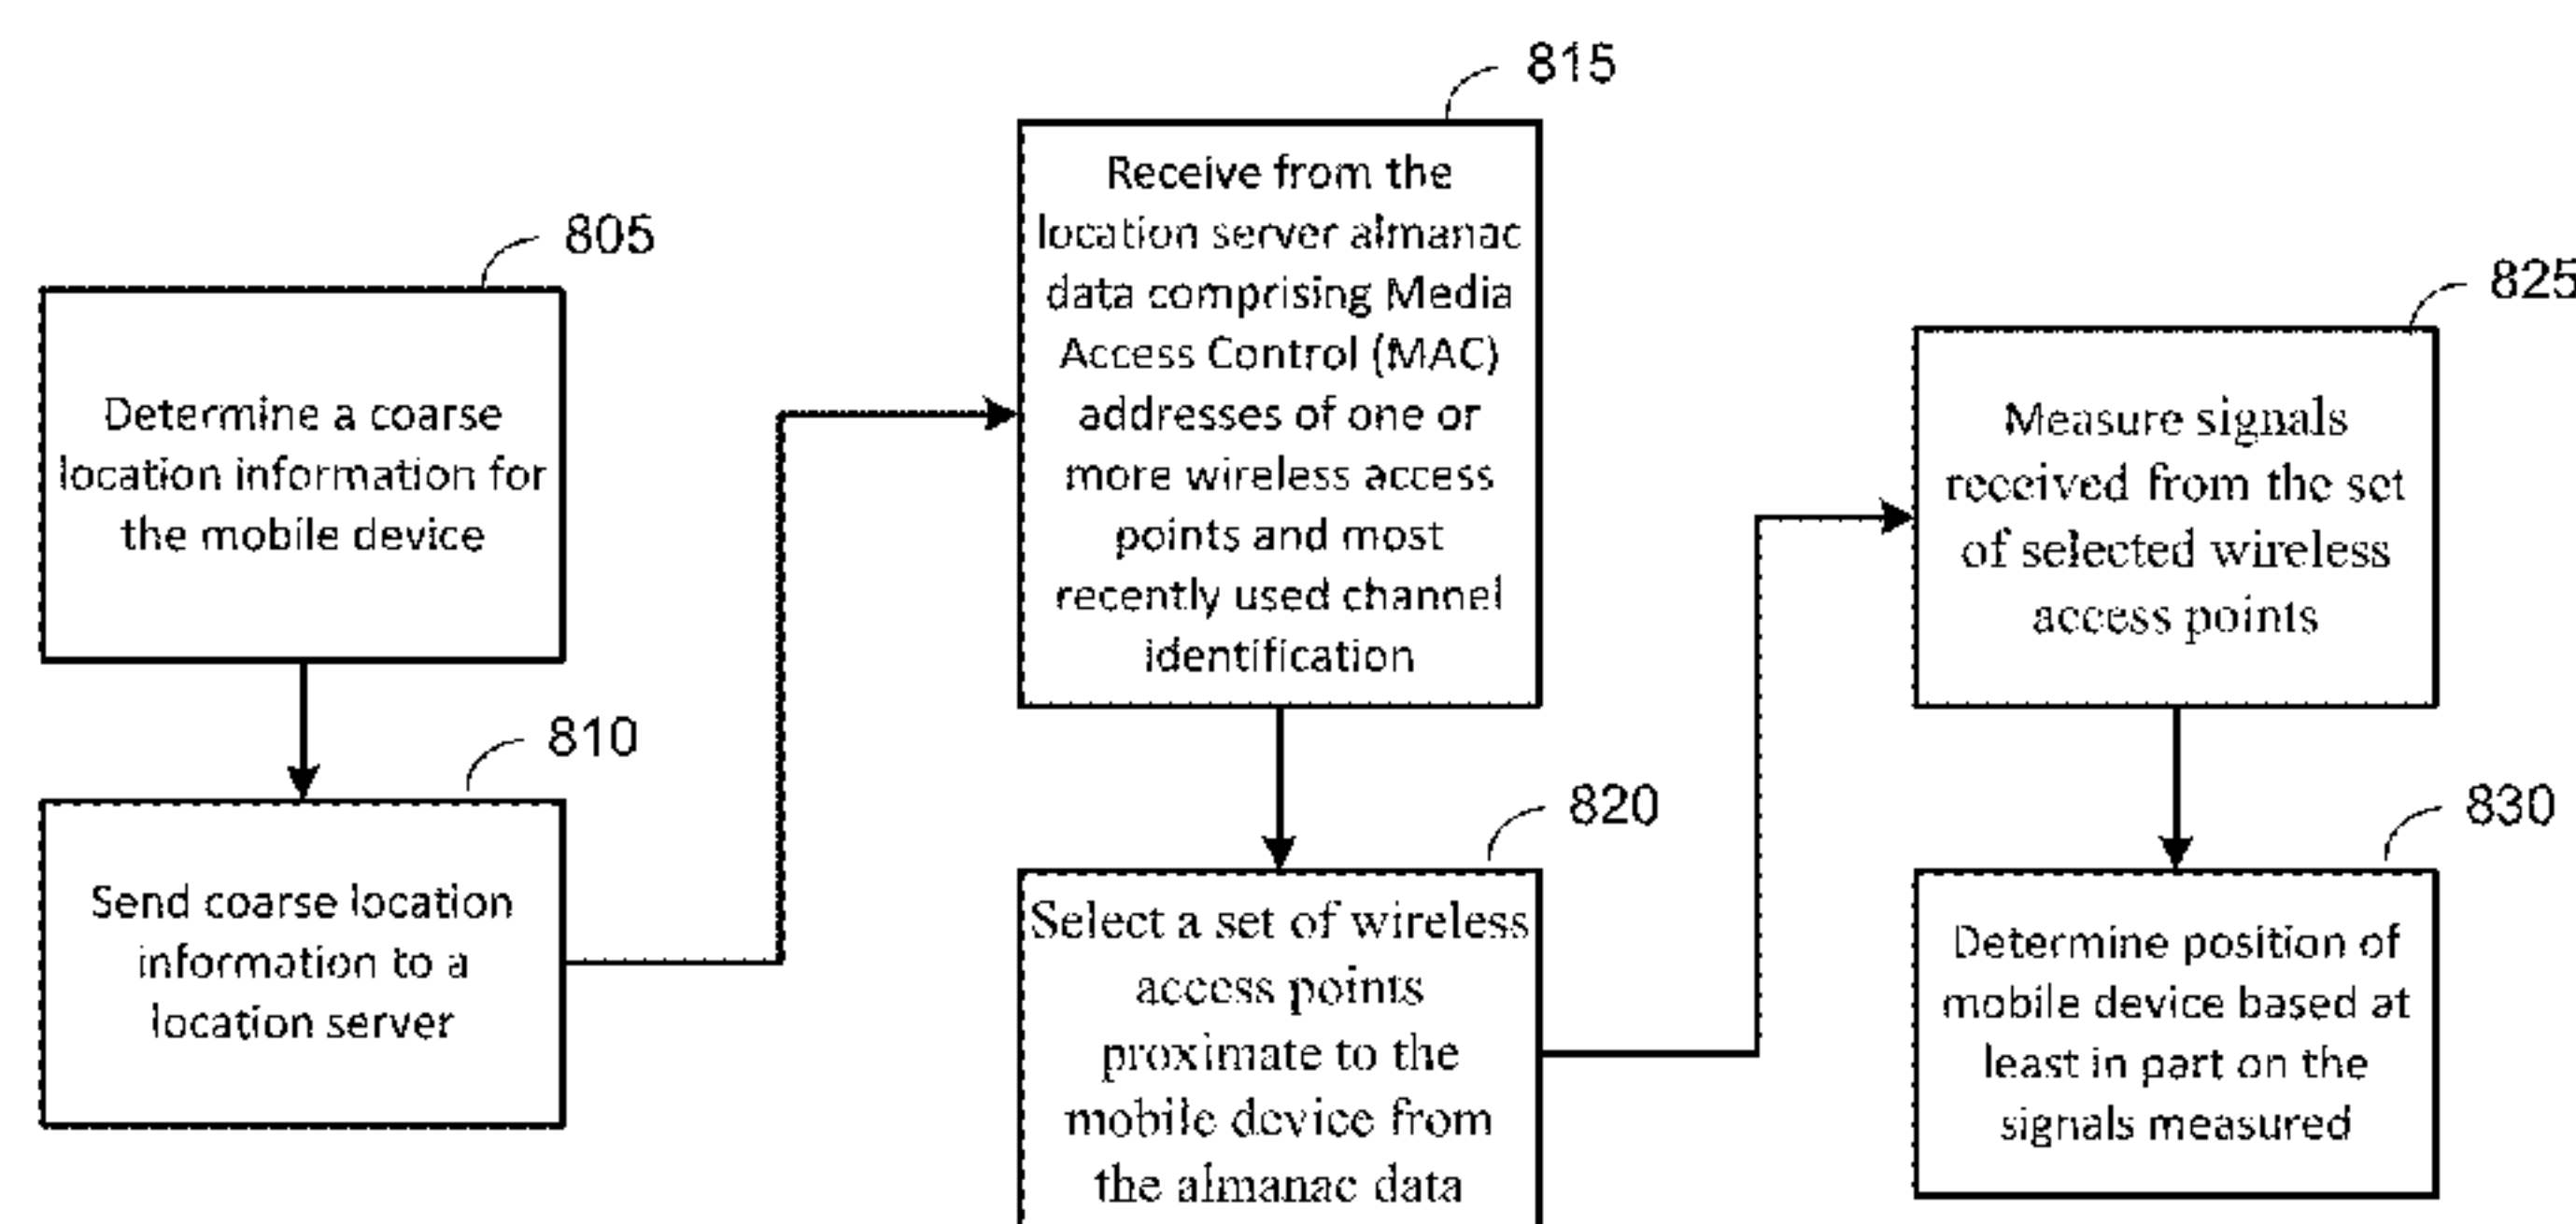 805
Determine a coarse
location information for
the mobile device
810
Send coarse location
information to a
location server
815
Receive from the
location server almanac
data comprising Media
Access Control (MAC)
addresses of one or
more wireless access
points and most
recently used channel
identification
820
Select a set of wireless
access points
proximate to the
mobile device from
the almanac data
825
Measure signals
received from the set
of selected wireless
access points
830
Determine position of
mobile device based at
least in part on the
signals measured